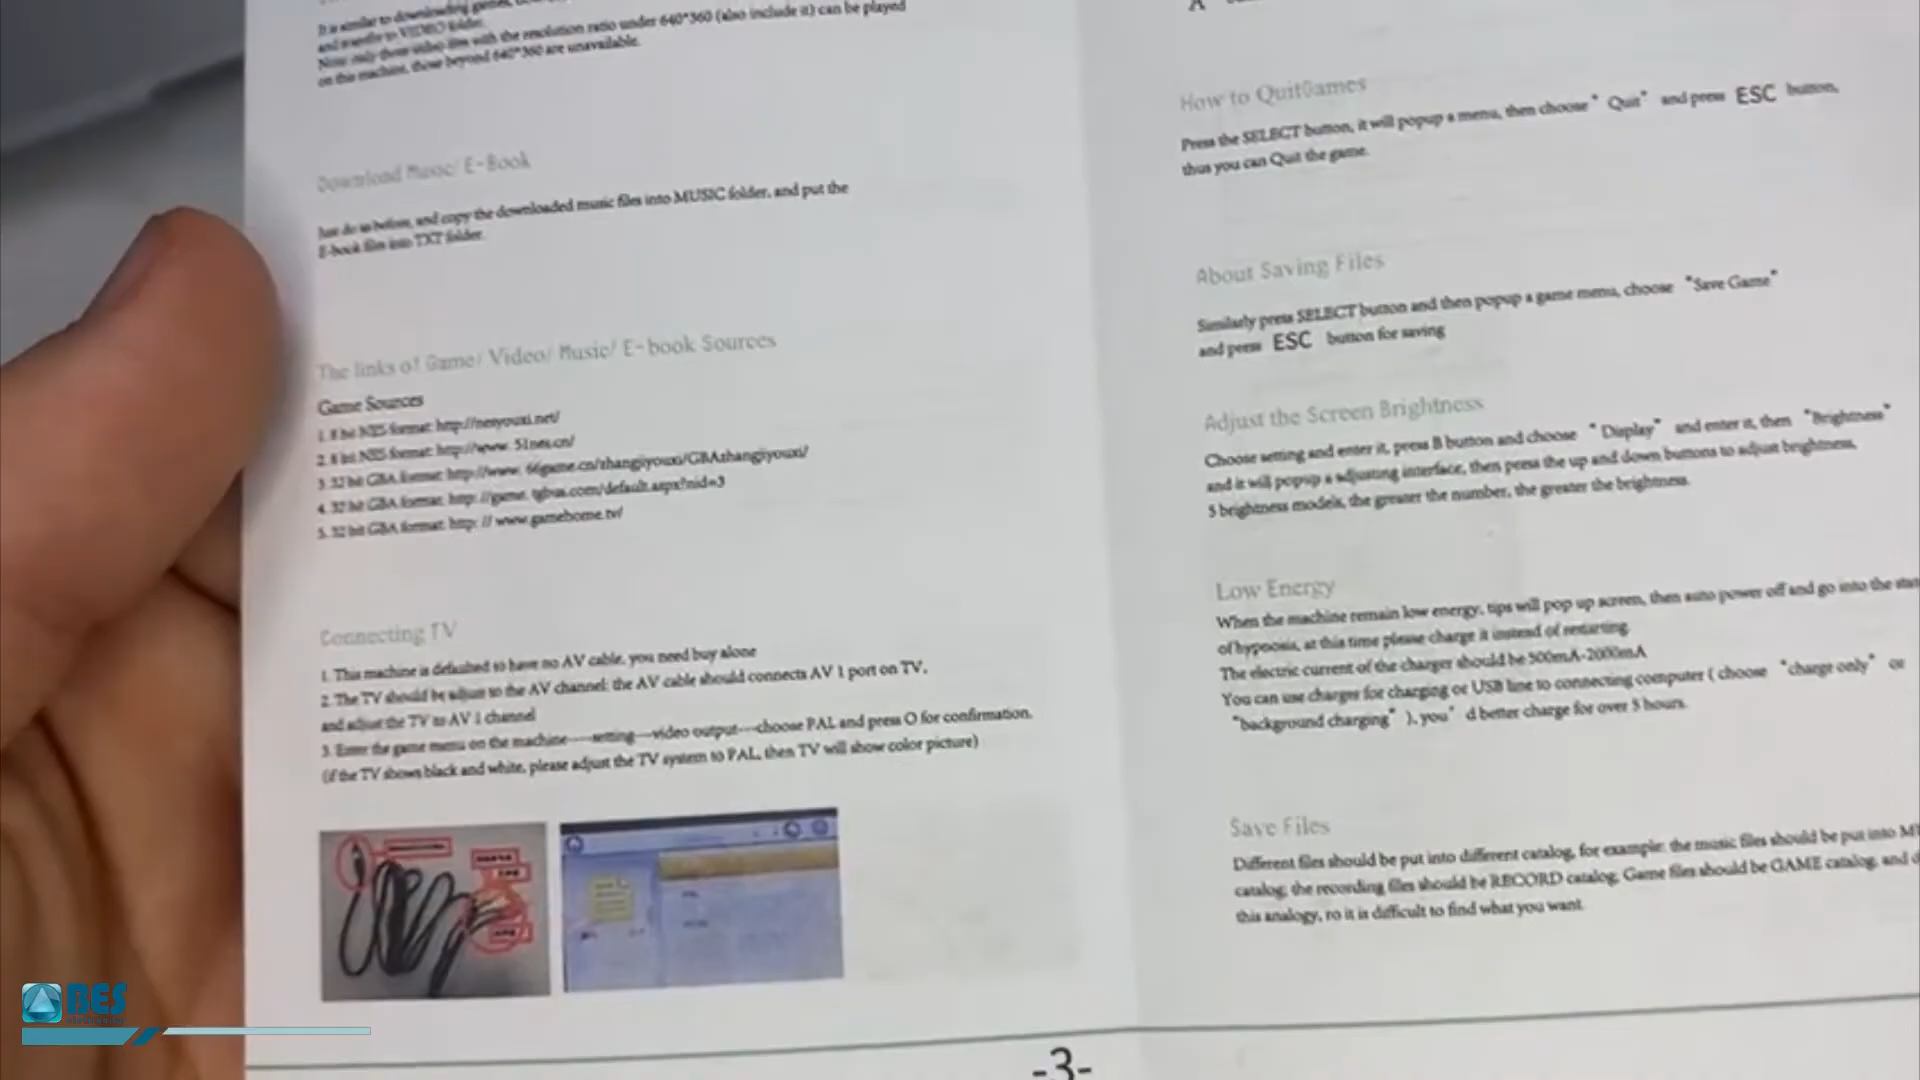 It is similar to downloading games,
and transfer to VIDEO folder.
Note: only those video files with the resolution ratio under 640*360 (also include it) can be played
on this machine, those beyond 640*360 are unavailable.
Download Music/ E-Book
Just do as before, and copy the downloaded music files into MUSIC folder, and put the
E-book files into TXT folder.
The links of Game/ Video/ Music/ E-book Sources
Game Sources
1. 8 bit NES format: http://nesyouxi.net/
2. 8 bit NES format: http://www. 51nes.cn/
3. 32 bit GBA format: http://www. 66game.cn/zhangjiyouxi/GBAzhangjiyouxi/
4. 32 bit GBA format: http: //game. tgbus.com/default.aspx?nid=3
5. 32 bit GBA format: http: // www.gamehome.tv/
Connecting TV
1. This machine is defaulted to have no AV cable, you need buy alone
2. The TV should be adjust to the AV channel: the AV cable should connects AV 1 port on TV,
and adjust the TV to AV 1 channel
3. Enter the game menu on the machine----setting---video output---choose PAL and press O for confirmation.
(if the TV shows black and white, please adjust the TV system to PAL, then TV will show color picture)
How to QuitGames
Press the SELECT button, it will popup a menu, then choose “ Quit” and press ESC button,
thus you can Quit the game.
About Saving Files
Similarly press SELECT button and then popup a game menu, choose “Save Game”
and press ESC button for saving
Adjust the Screen Brightness
Choose setting and enter it, press B button and choose “ Display” and enter it, then “Brightness”
and it will popup a adjusting interface, then press the up and down buttons to adjust brightness,
5 brightness models, the greater the number, the greater the brightness.
Low Energy
When the machine remain low energy, tips will pop up screen, then auto power off and go into the
of hypnosis, at this time please charge it instead of restarting.
The electric current of the charger should be 500mA-2000mA
You can use charger for charging or USB line to connecting computer ( choose “charge only” or
“background charging” ), you’ d better charge for over 5 hours.
Save Files
Different files should be put into different catalog, for example: the music files should be put into
catalog, the recording files should be RECORD catalog, Game files should be GAME catalog, and
this analogy, ro it is difficult to find what you want.
-3-
BES